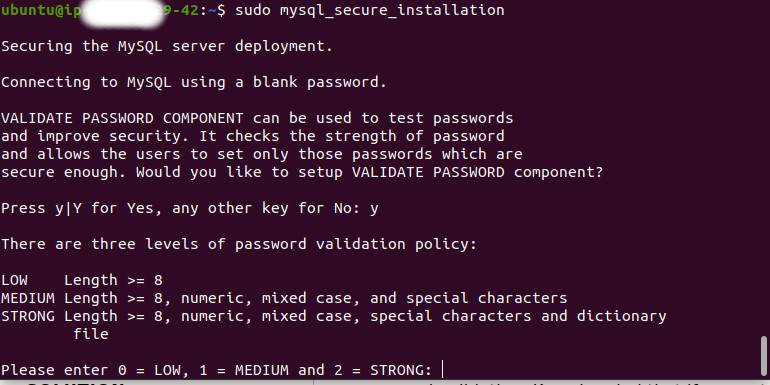 ubuntu@ip 9-42:~$ sudo mysql_secure_installation
Securing the MySQL server deployment.
Connecting to MySQL using a blank password.
VALIDATE PASSWORD COMPONENT can be used to test passwords
and improve security. It checks the strength of password
and allows the users to set only those passwords which are
secure enough. Would you like to setup VALIDATE PASSWORD component?
Press y|Y for Yes, any other key for No: y
There are three levels of password validation policy:
LOW    Length >= 8
MEDIUM Length >= 8, numeric, mixed case, and special characters
STRONG Length >= 8, numeric, mixed case, special characters and dictionary
file
Please enter 0 = LOW, 1 = MEDIUM and 2 = STRONG: